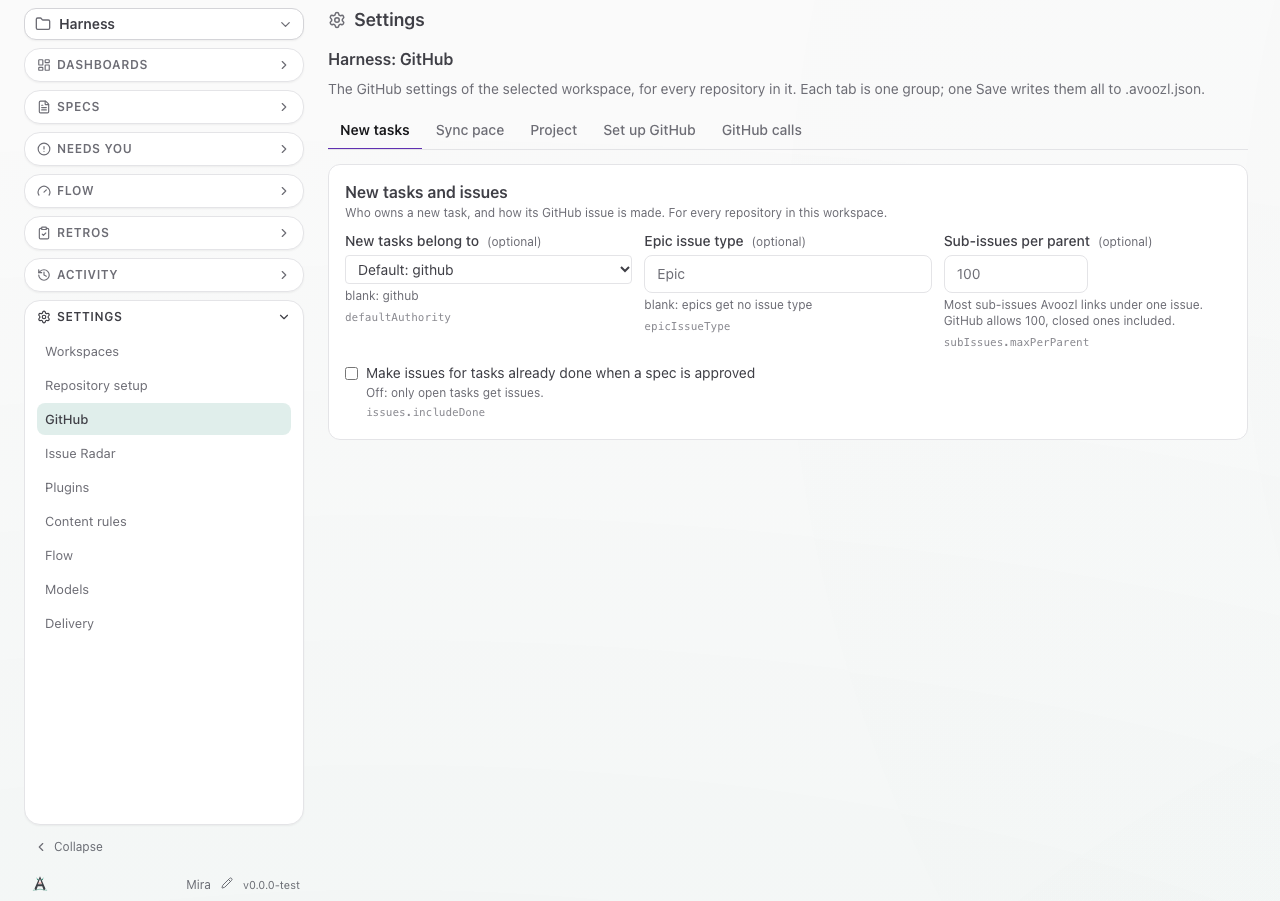 Harness
DASHBOARDS
SPECS
NEEDS YOU
FLOW
RETROS
ACTIVITY
SETTINGS
Workspaces
Repository setup
GitHub
Issue Radar
Plugins
Content rules
Flow
Models
Delivery
Collapse
Mira v0.0.0-test
Settings
Harness: GitHub
The GitHub settings of the selected workspace, for every repository in it. Each tab is one group; one Save writes them all to .avoozl.json.
New tasks Sync pace Project Set up GitHub GitHub calls
New tasks and issues
Who owns a new task, and how its GitHub issue is made. For every repository in this workspace.
New tasks belong to (optional)
Default: github
blank: github
defaultAuthority
Epic issue type (optional)
Epic
blank: epics get no issue type
epicIssueType
Sub-issues per parent (optional)
100
Most sub-issues Avoozl links under one issue.
GitHub allows 100, closed ones included.
subIssues.maxPerParent
Make issues for tasks already done when a spec is approved
Off: only open tasks get issues.
issues.includeDone